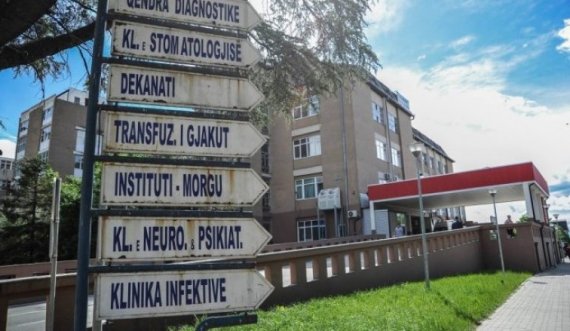 QENDRA DIAGNOSTIKE
KL. E STOMATOLOGJISË
DEKANATI
TRANSFUZ. I GJAKUT
INSTITUTI - MORGU
KL. E NEURO. & PSIKIAT.
KLINIKA INFEKTIVE